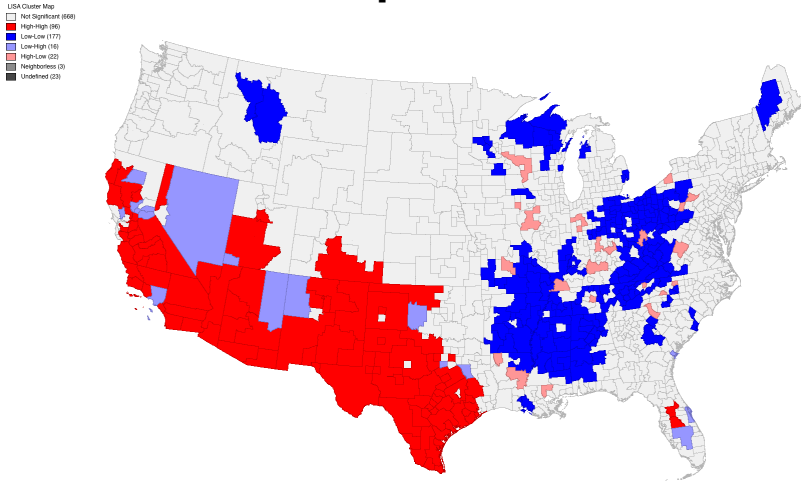 LISA Cluster Map
Not Significant (668)
High-High (96)
Low-Low (177)
Low-High (16)
High-Low (22)
Neighborless (3)
Undefined (23)